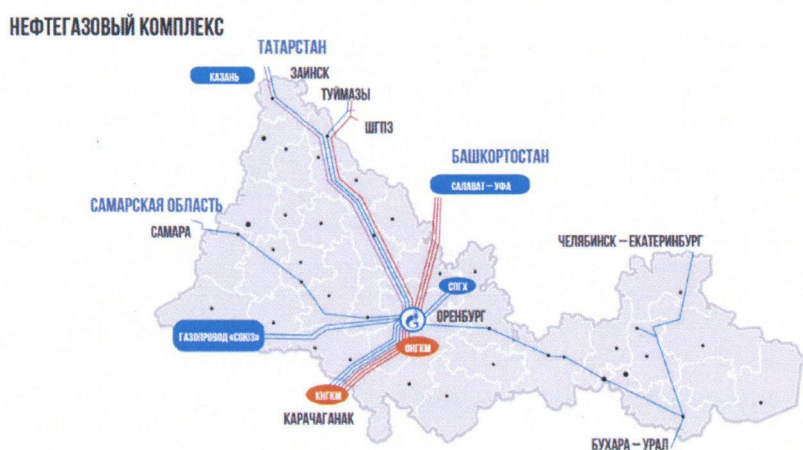 НЕФТЕГАЗОВЫЙ КОМПЛЕКС
ТАТАРСТАН
КАЗАНЬ
ЗАИНСК
ТУЙМАЗЫ
ШГПЗ
БАШКОРТОСТАН
САЛАВАТ – УФА
САМАРСКАЯ ОБЛАСТЬ
САМАРА
ЧЕЛЯБИНСК – ЕКАТЕРИНБУРГ
СПГХ
ОРЕНБУРГ
ГАЗОПРОВОД «СОЮЗ»
ОНГКМ
КНГКМ
КАРАЧАГАНАК
БУХАРА – УРАЛ